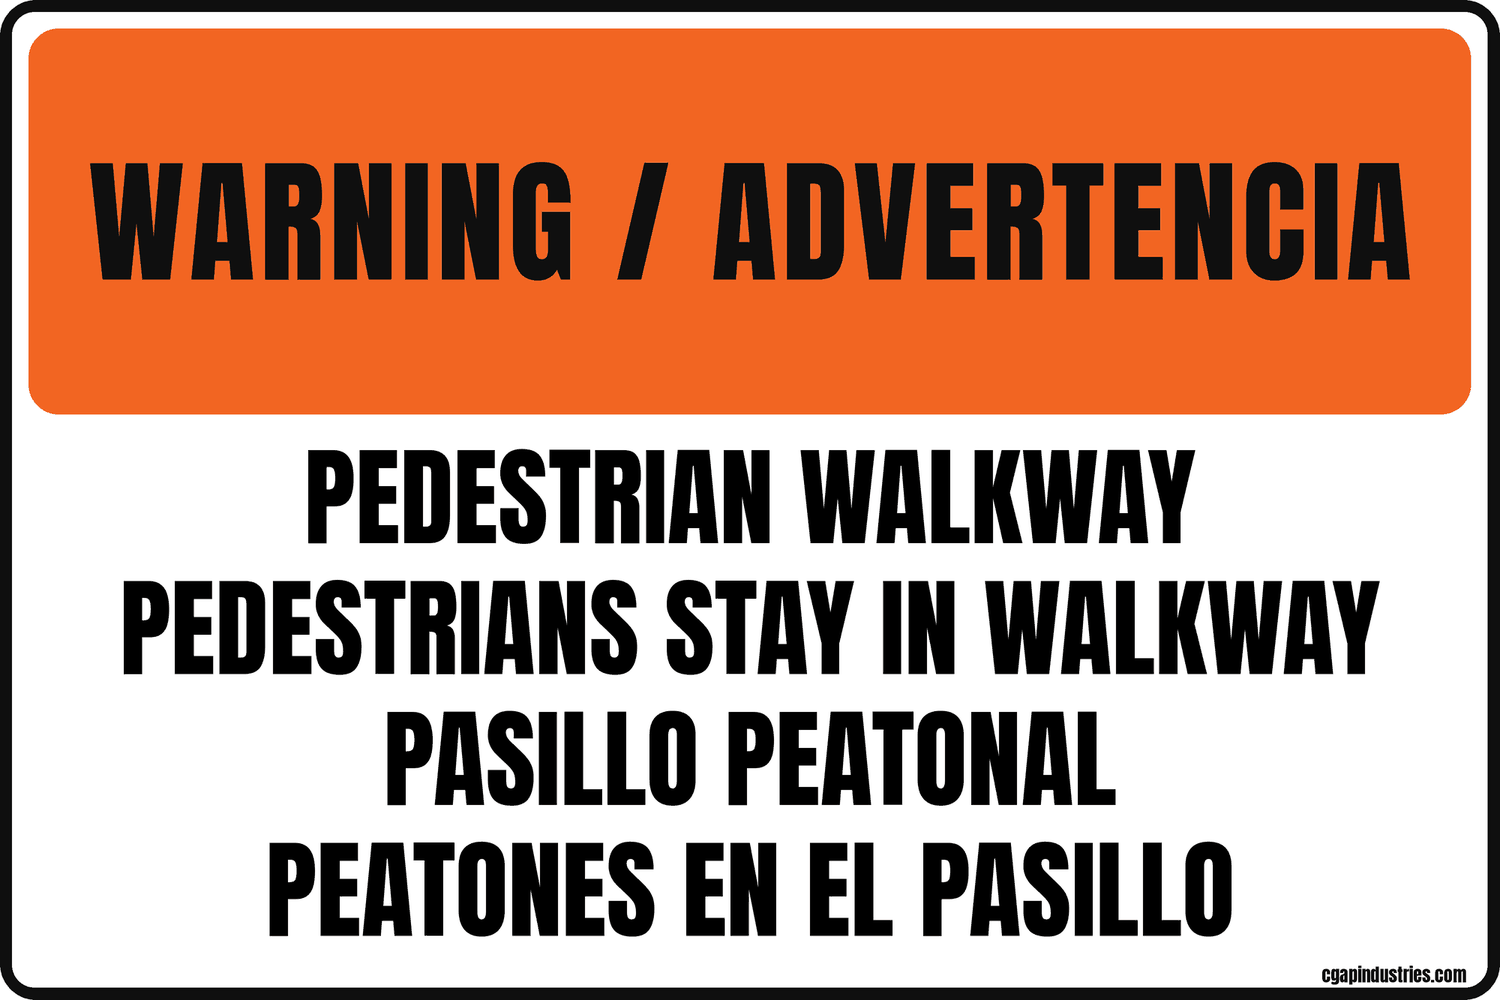 WARNING / ADVERTENCIA
PEDESTRIAN WALKWAY
PEDESTRIANS STAY IN WALKWAY
PASILLO PEATONAL
PEATONES EN EL PASILLO
cgapindustries.com